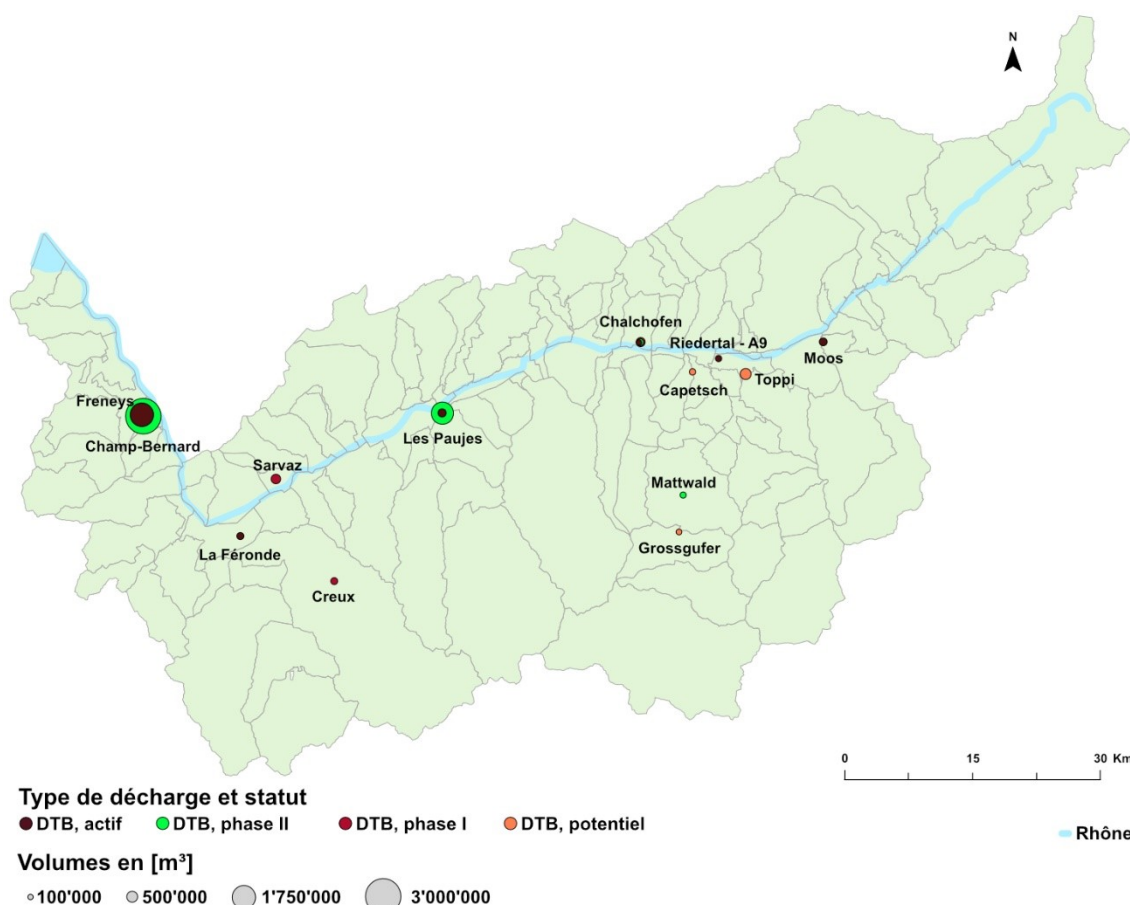 N
Chalchofen
Riedertal - A9
Moos
Capetsch
Toppi
Freneys
Champ-Bernard
Les Paujes
Sarvaz
Mattwald
La Féronde
Grossgufer
Creux
0 15 30 Km
Type de décharge et statut
DTB, actif DTB, phase II DTB, phase I DTB, potentiel
Rhône
Volumes en [m³]
100'000 500'000 1'750'000 3'000'000